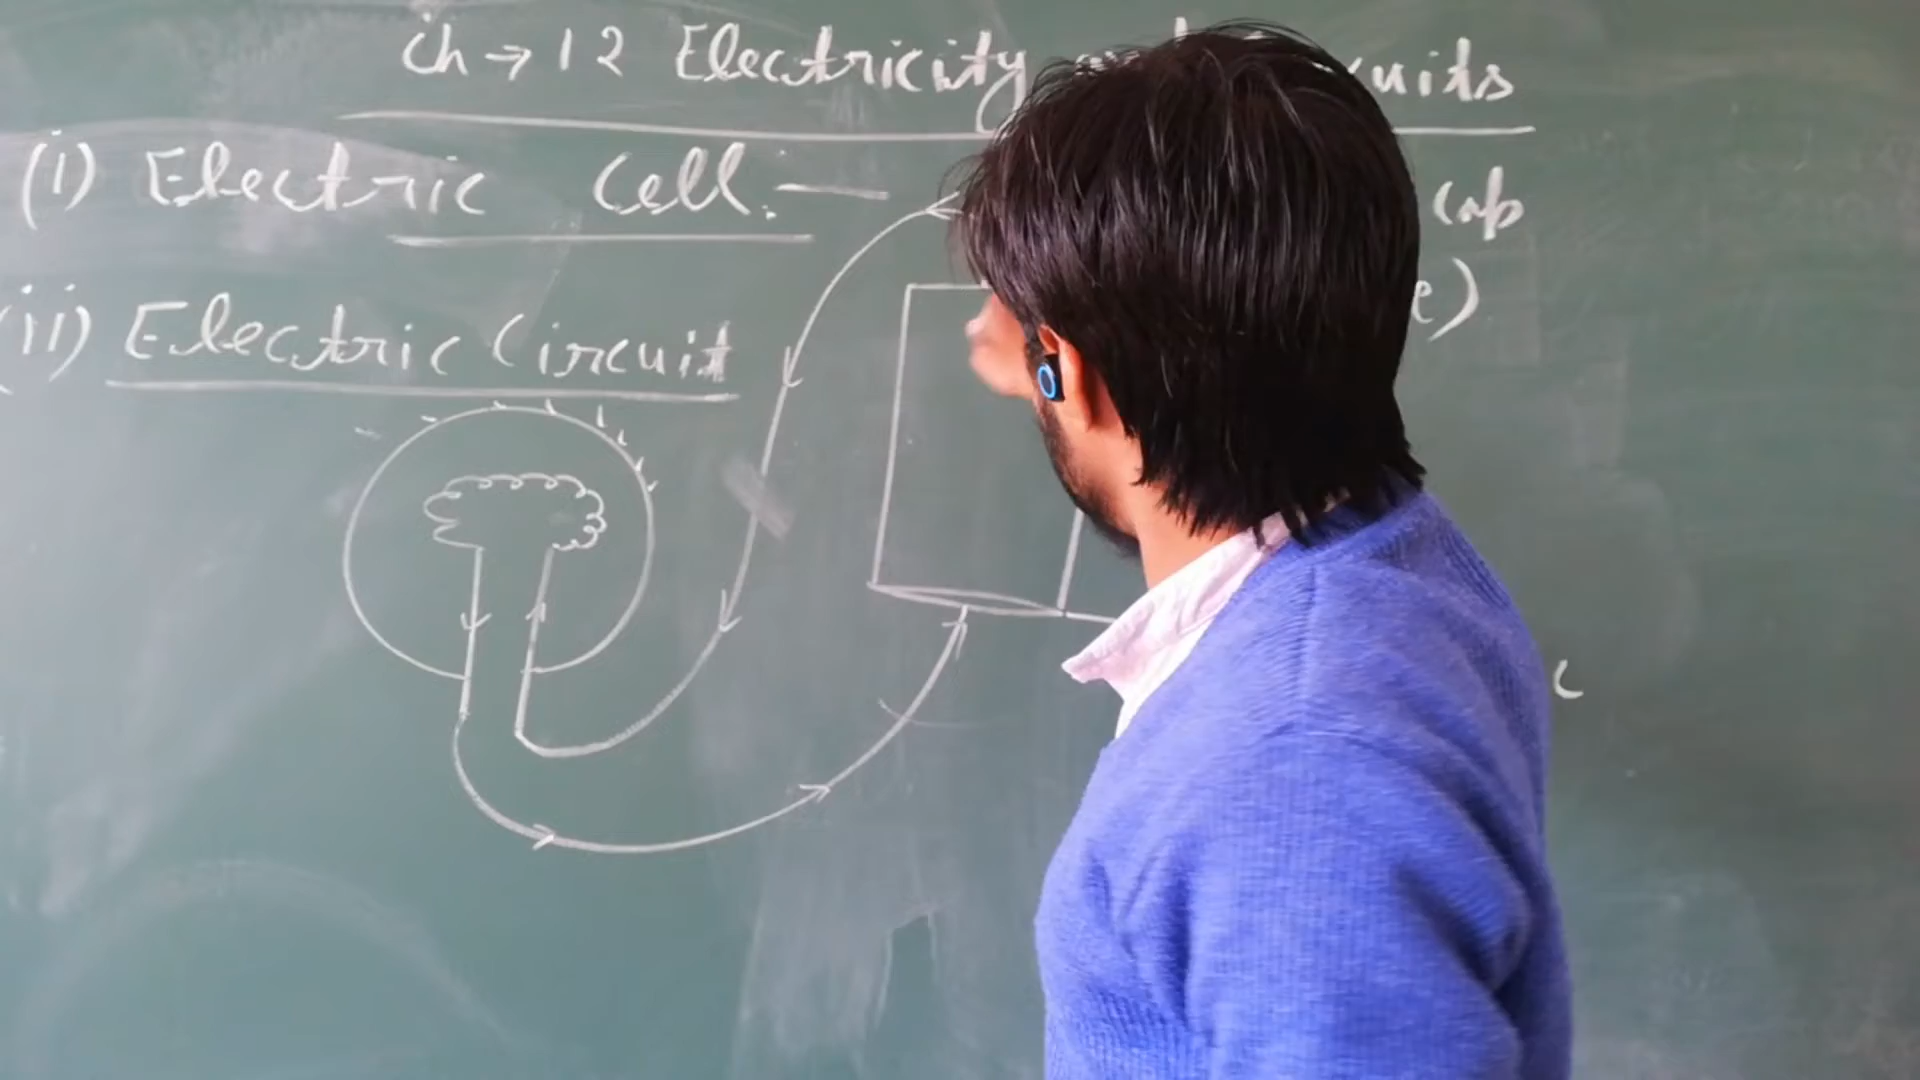 ch → 12 Electricity
(i) Electric Cell :—
(ii) Electric Circuit